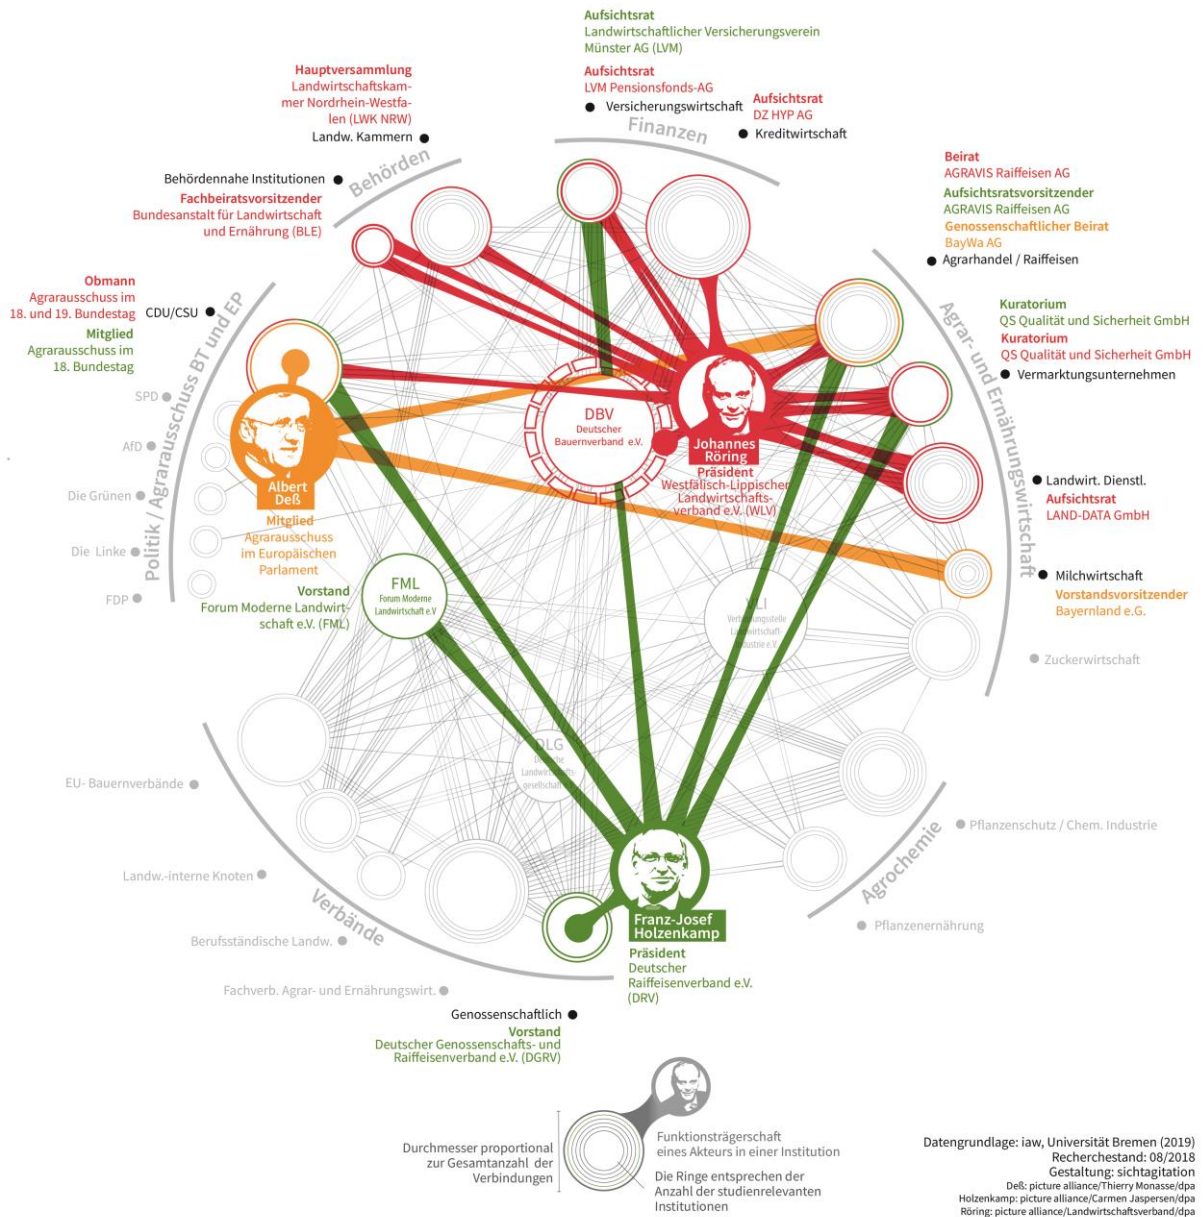 Aufsichtsrat
Landwirtschaftlicher Versicherungsverein
Münster AG (LVM)
Aufsichtsrat
LVM Pensionsfonds-AG
Versicherungswirtschaft
Aufsichtsrat
DZ HYP AG
Kreditwirtschaft
Finanzen
Hauptversammlung
Landwirtschaftskam-
mer Nordrhein-Westfa-
len (LWK NRW)
Landw. Kammern
Behörden
Behördennahe Institutionen
Fachbeiratsvorsitzender
Bundesanstalt für Landwirtschaft
und Ernährung (BLE)
Beirat
AGRAVIS Raiffeisen AG
Aufsichtsratsvorsitzender
AGRAVIS Raiffeisen AG
Genossenschaftlicher Beirat
BayWa AG
Agrarhandel / Raiffeisen
Obmann
Agrarausschuss im
18. und 19. Bundestag
CDU/CSU
Mitglied
Agrarausschuss im
18. Bundestag
SPD
AfD
Die Grünen
Die Linke
FDP
Politik / Agrarausschuss BT und EP
Kuratorium
QS Qualität und Sicherheit GmbH
Kuratorium
QS Qualität und Sicherheit GmbH
Vermarktungsunternehmen
Agrar- und Ernährungswirtschaft
Landwirt. Dienstl.
Aufsichtsrat
LAND-DATA GmbH
Milchwirtschaft
Vorstandsvorsitzender
Bayernland e.G.
Zuckerwirtschaft
DBV
Deutscher
Bauernverband e.V.
Johannes
Röring
Präsident
Westfälisch-Lippischer
Landwirtschafts-
verband e.V. (WLV)
Albert
Deß
Mitglied
Agrarausschuss
im Europäischen
Parlament
Vorstand
Forum Moderne Landwirt-
schaft e.V. (FML)
FML
Forum Moderne
Landwirtschaft e.V
VLI
Landwirtschaft-
Industrie e.V.
DLG
Deutsche
Landwirtschafts-
EU- Bauernverbände
Landw.-interne Knoten
Berufsständische Landw.
Fachverb. Agrar- und Ernährungswirt.
Verbände
Pflanzenschutz / Chem. Industrie
Agrochemie
Pflanzenernährung
Franz-Josef
Holzenkamp
Präsident
Deutscher
Raiffeisenverband e.V.
(DRV)
Genossenschaftlich
Vorstand
Deutscher Genossenschafts- und
Raiffeisenverband e.V. (DGRV)
Durchmesser proportional
zur Gesamtanzahl der
Verbindungen
Funktionsträgerschaft
eines Akteurs in einer Institution
Die Ringe entsprechen der
Anzahl der studienrelevanten
Institutionen
Datengrundlage: iaw, Universität Bremen (2019)
Recherchestand: 08/2018
Gestaltung: sichtagitation
Deß: picture alliance/Thierry Monasse/dpa
Holzenkamp: picture alliance/Carmen Jaspersen/dpa
Röring: picture alliance/Landwirtschaftsverband/dpa